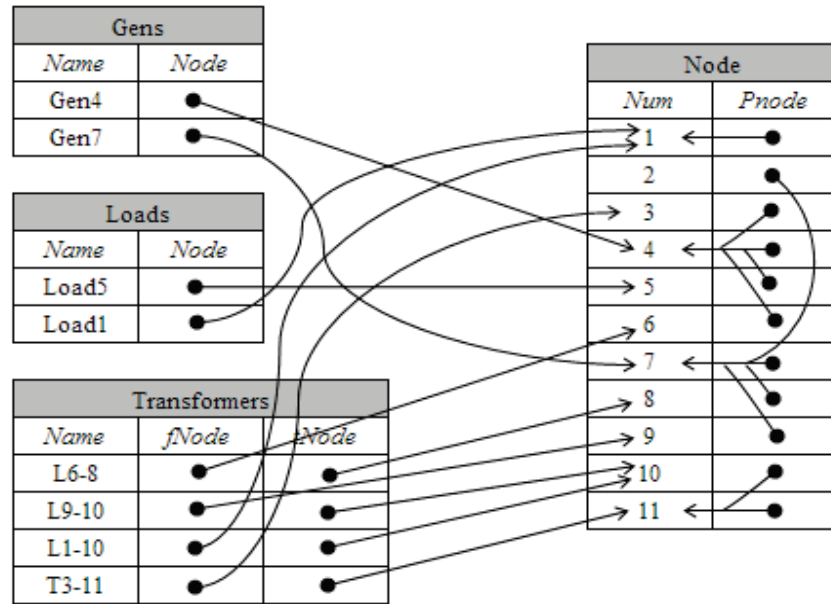 Gens
Name Node
Gen4
Gen7
Loads
Name Node
Load5
Load1
Transformers
Name fNode tNode
L6-8
L9-10
L1-10
T3-11
Node
Num Pnode
1
2
3
4
5
6
7
8
9
10
11